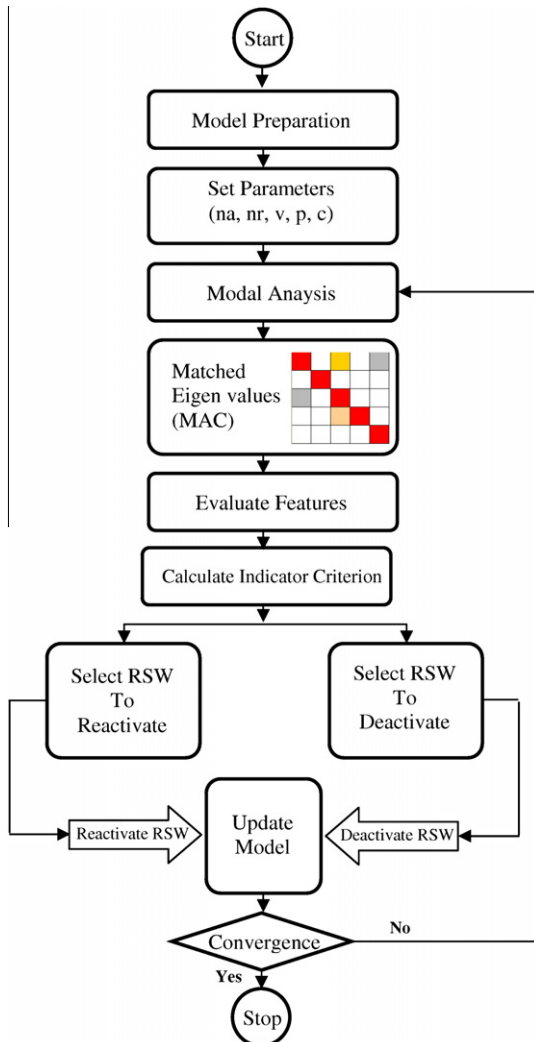 Start
Model Preparation
Set Parameters
(na, nr, v, p, c)
Modal Anaysis
Matched
Eigen values
(MAC)
Evaluate Features
Calculate Indicator Criterion
Select RSW
To
Reactivate
Select RSW
To
Deactivate
Reactivate RSW
Update
Model
Deactivate RSW
Convergence
No
Yes
Stop